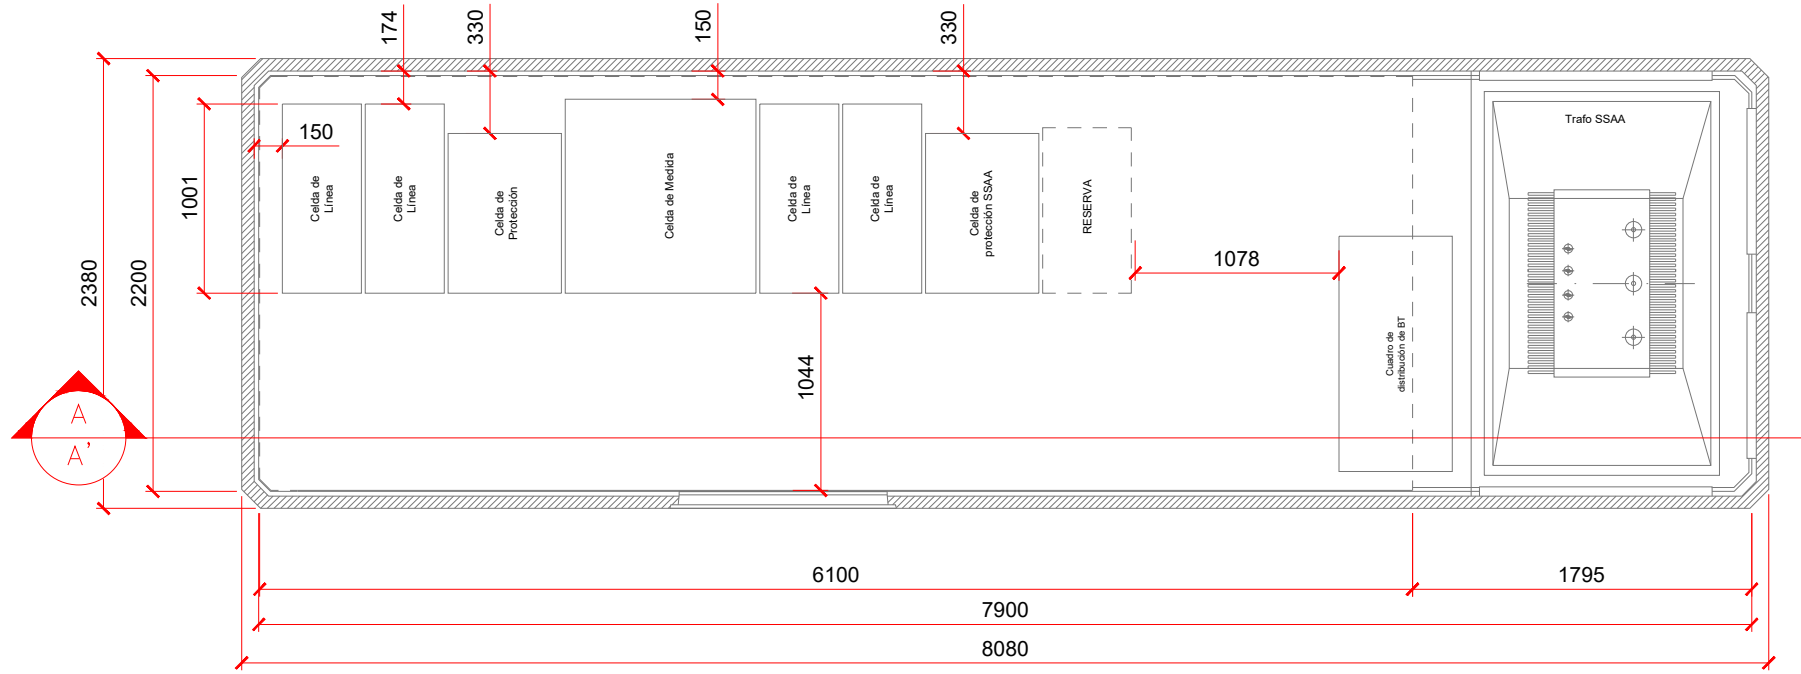 174
330
150
330
150
1001
2380
2200
Celda de
Línea
Celda de
Línea
Celda de
Protección
Celda de Medida
Celda de
Línea
Celda de
Línea
Celda de
protección SSAA
RESERVA
1078
1044
Cuadro de
distribución de BT
Trafo SSAA
A
A'
6100
1795
7900
8080